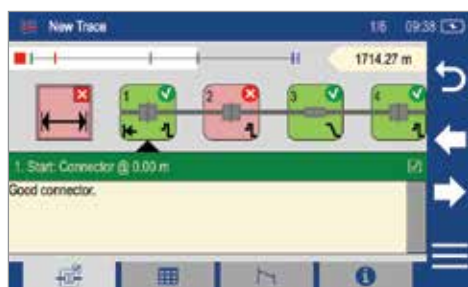 New Trace 1/6 09:38
1714.27 m
1 2 3 4
1. Start: Connector @ 0.00 m
Good connector.